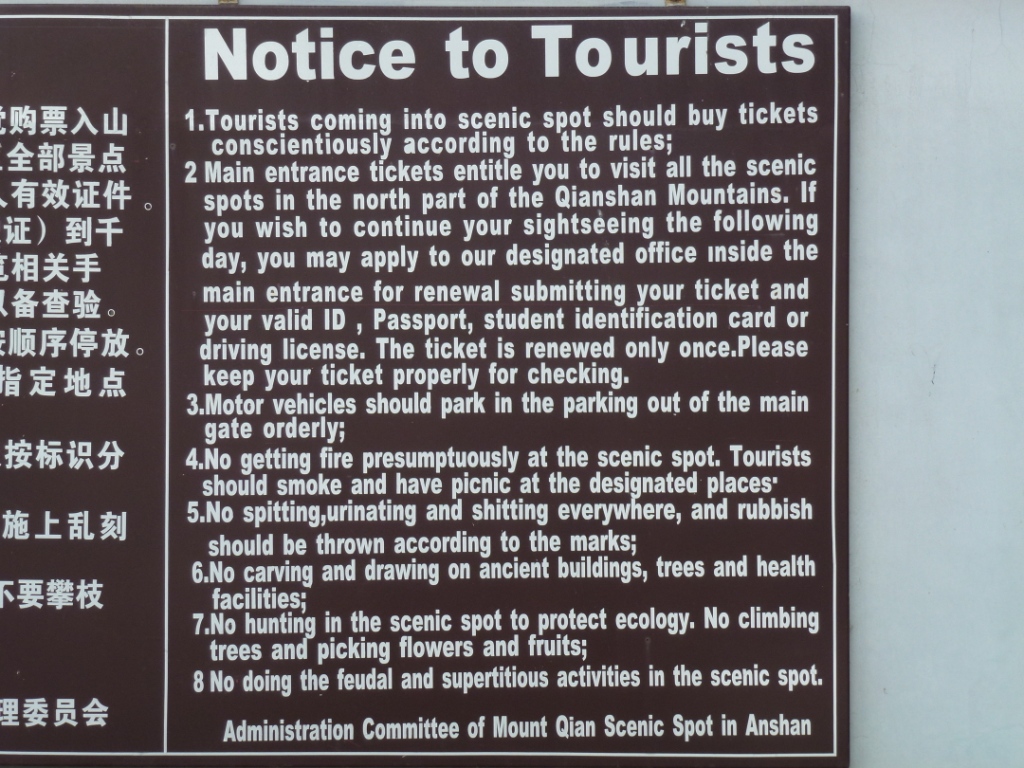 购票入山
全部景点
有效证件。
证）到千
相关手
备查验。
顺序停放。
指定地点
按标识分
施上乱刻
不要攀枝
理委员会
Notice to Tourists
1.Tourists coming into scenic spot should buy tickets
conscientiously according to the rules;
2 Main entrance tickets entitle you to visit all the scenic
spots in the north part of the Qianshan Mountains. If
you wish to continue your sightseeing the following
day, you may apply to our designated office inside the
main entrance for renewal submitting your ticket and
your valid ID , Passport, student identification card or
driving license. The ticket is renewed only once.Please
keep your ticket properly for checking.
3.Motor vehicles should park in the parking out of the main
gate orderly;
4.No getting fire presumptuously at the scenic spot. Tourists
should smoke and have picnic at the designated places.
5.No spitting,urinating and shitting everywhere, and rubbish
should be thrown according to the marks;
6.No carving and drawing on ancient buildings, trees and health
facilities;
7.No hunting in the scenic spot to protect ecology. No climbing
trees and picking flowers and fruits;
8 No doing the feudal and supertitious activities in the scenic spot.
Administration Committee of Mount Qian Scenic Spot in Anshan